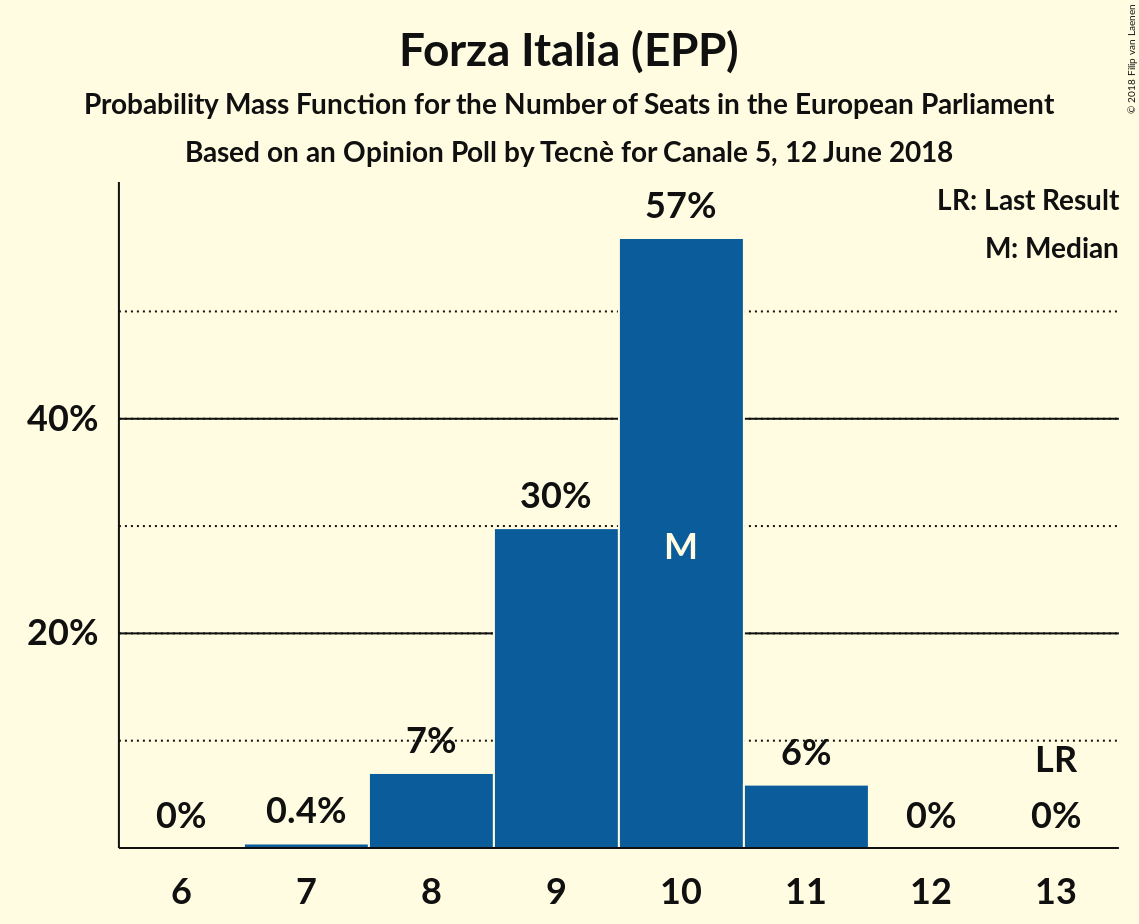 Forza Italia (EPP)
Probability Mass Function for the Number of Seats in the European Parliament
Based on an Opinion Poll by Tecnè for Canale 5, 12 June 2018
© 2018 Filip van Laenen
LR: Last Result
M: Median
57%
40%
30%
M
20%
7%
6%
LR
0%
0.4%
0%
0%
6 7 8 9 10 11 12 13